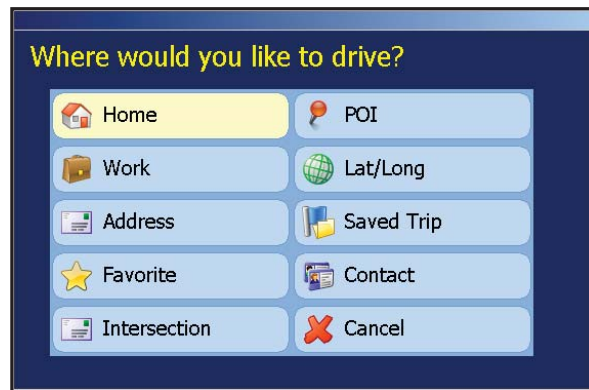 Where would you like to drive?
Home
POI
Work
Lat/Long
Address
Saved Trip
Favorite
Contact
Intersection
Cancel